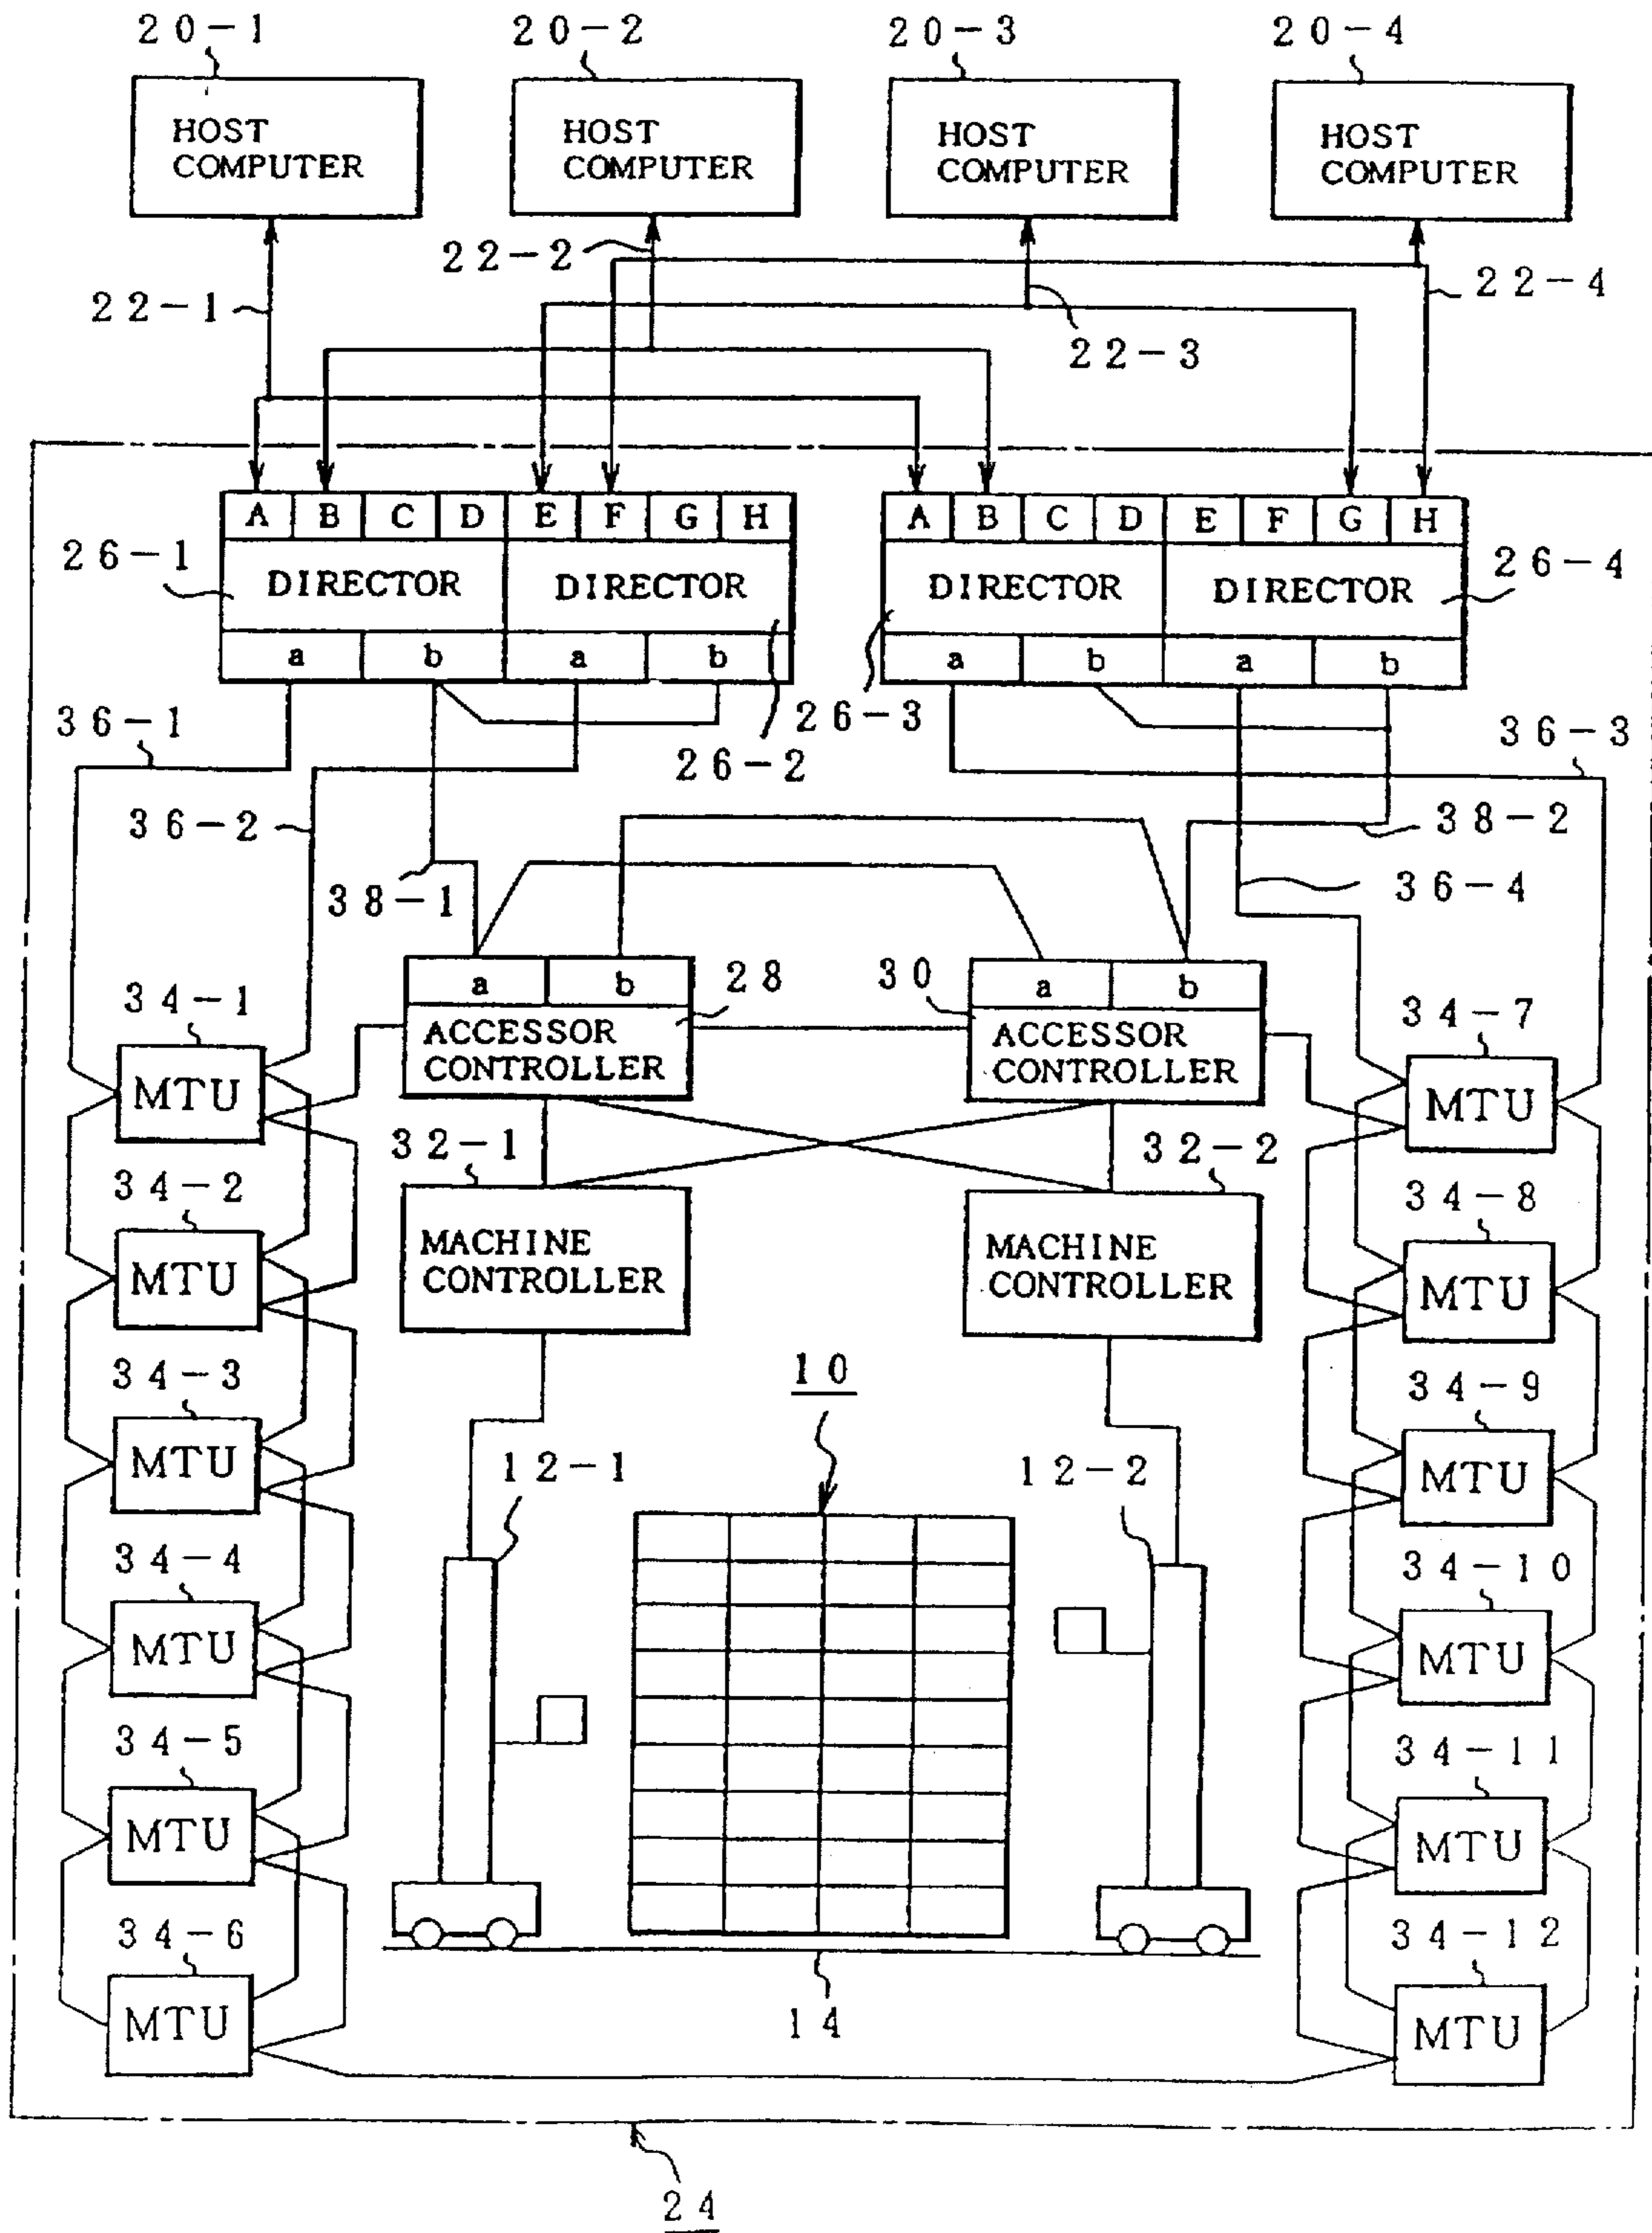 20-1 20-2 20-3 20-4
HOST COMPUTER
HOST COMPUTER
HOST COMPUTER
HOST COMPUTER
22-2
22-1
22-4
22-3
A B C D E F G H
A B C D E F G H
26-1
DIRECTOR DIRECTOR
DIRECTOR DIRECTOR
26-4
a b a b
a b a b
36-1
26-2
26-3
36-3
36-2
38-2
38-1
36-4
a b
28
30
a b
34-1
34-7
ACCESSOR CONTROLLER
ACCESSOR CONTROLLER
MTU
MTU
32-1
32-2
34-2
34-8
MACHINE CONTROLLER
MACHINE CONTROLLER
MTU
MTU
34-3
10
34-9
MTU
12-1
12-2
MTU
34-4
34-10
MTU
MTU
34-5
34-11
MTU
MTU
34-6
34-12
MTU
14
MTU
24